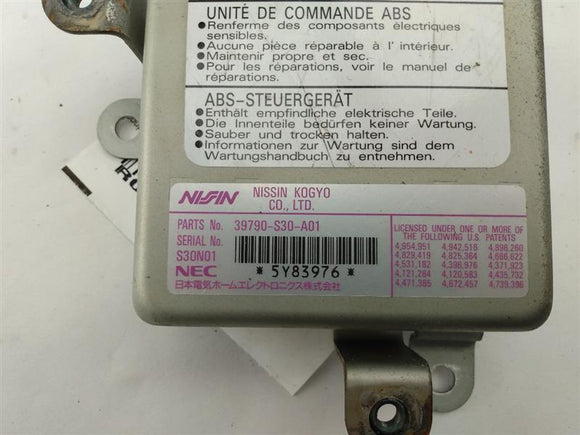 UNITÉ DE COMMANDE ABS
●Renferme des composants électriques
sensibles.
●Aucune pièce réparable à l' intérieur.
●Maintenir propre et sec.
●Pour les réparations, voir le manuel de
réparations.
ABS-STEUERGERÄT
●Enthält empfindliche elektrische Teile.
●Die Innenteile bedürfen keiner Wartung.
●Sauber und trocken halten.
●Informationen zur Wartung sind dem
Wartungshandbuch zu entnehmen.
NISSIN NISSIN KOGYO
CO., LTD.
PARTS No. 39790-S30-A01
SERIAL No.
S30N01
NEC *5Y83976*
日本電気ホームエレクトロニクス株式会社
LICENSED UNDER ONE OR MORE OF
THE FOLLOWING U.S. PATENTS
4,954,951 4,942,516 4,898,260
4,829,419 4,825,364 4,686,622
4,531,182 4,398,976 4,371,923
4,121,284 4,120,583 4,435,732
4,471,385 4,672,457 4,739,396